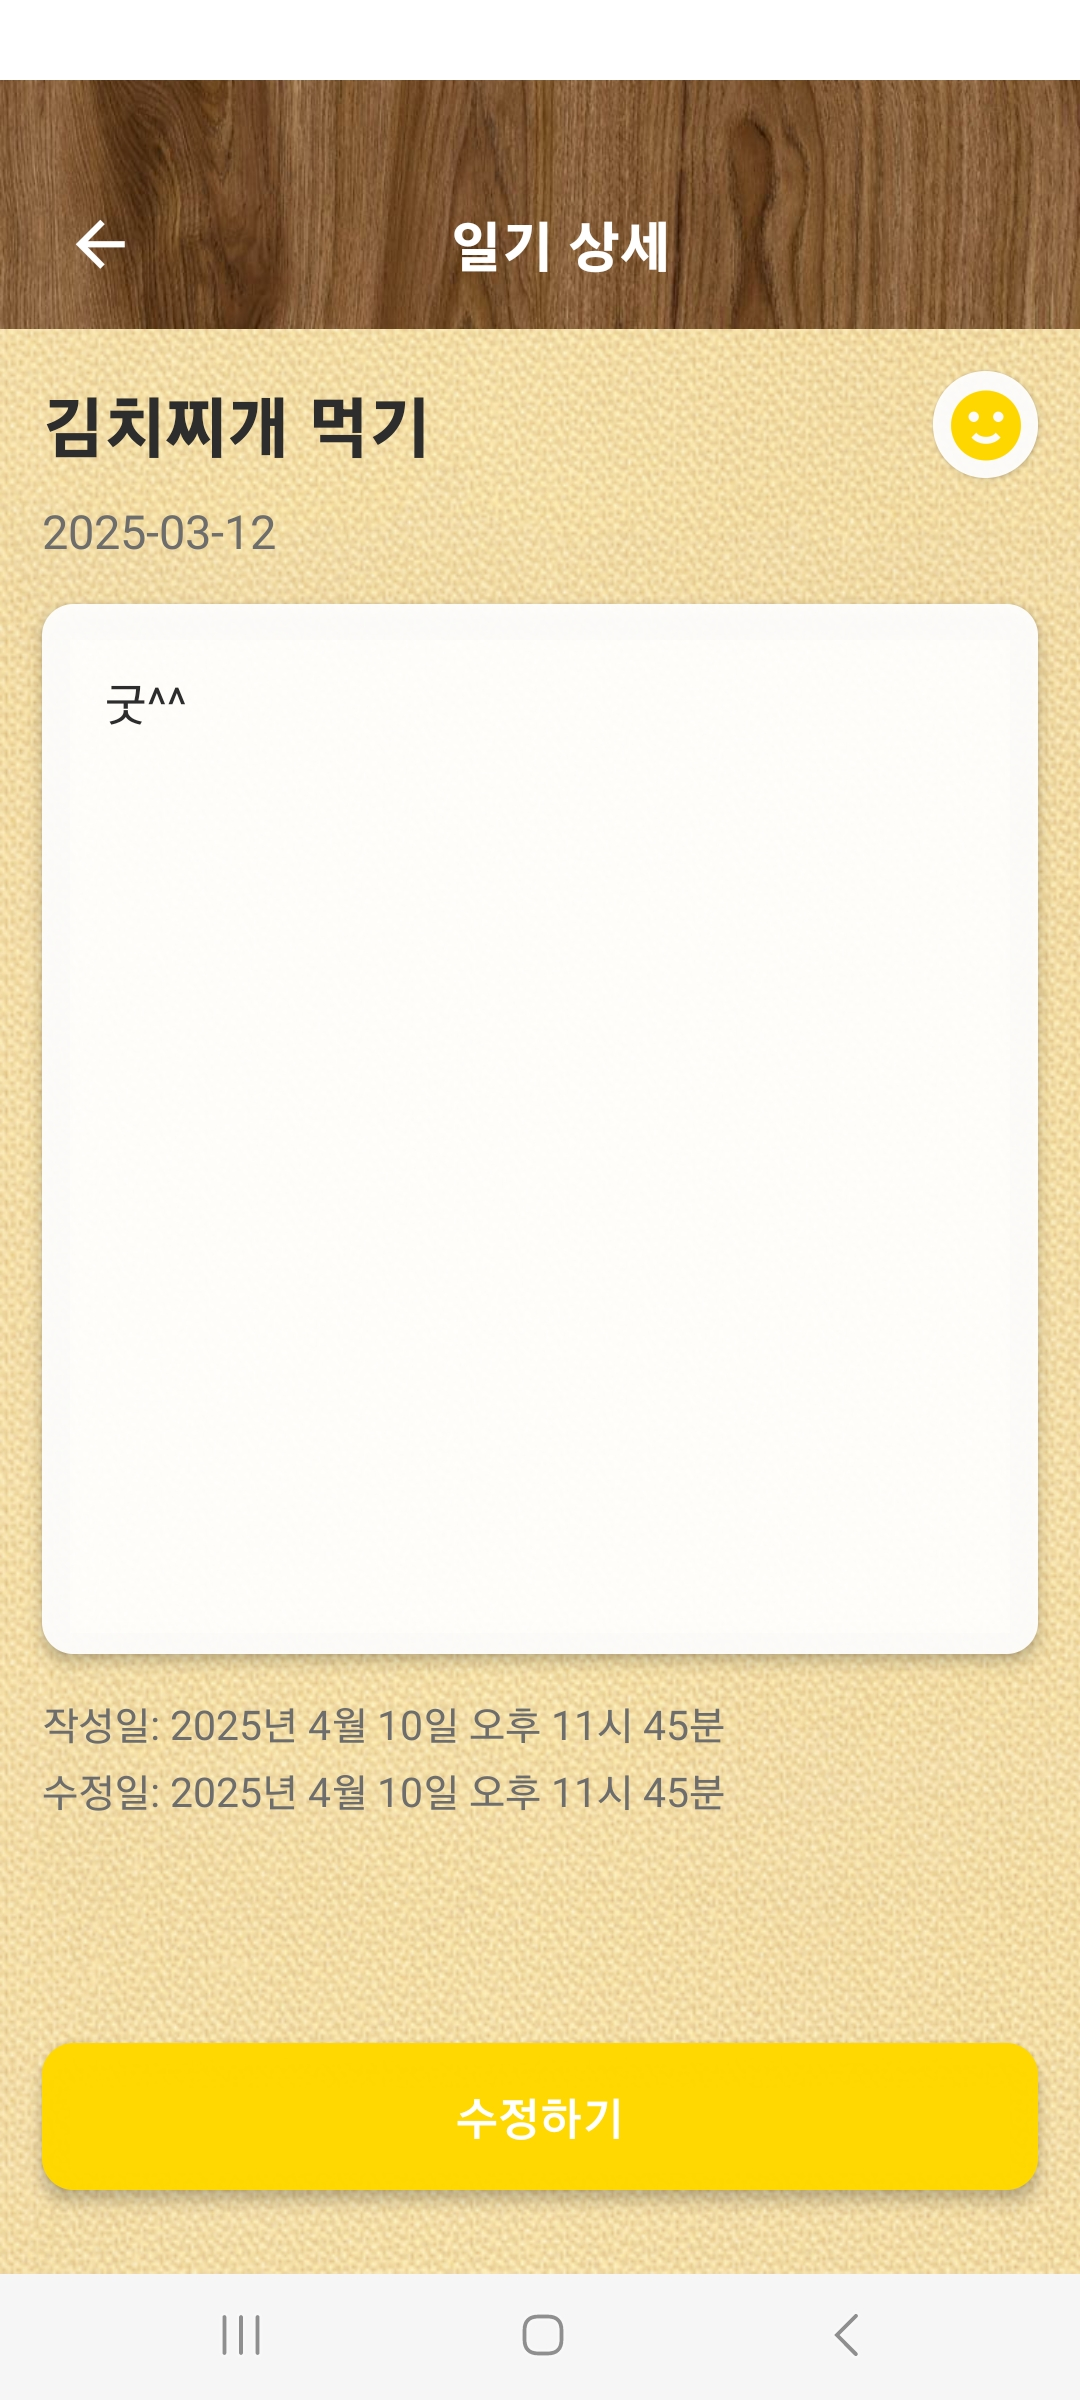 일기 상세
김치찌개 먹기
2025-03-12
굿^^
작성일: 2025년 4월 10일 오후 11시 45분
수정일: 2025년 4월 10일 오후 11시 45분
수정하기